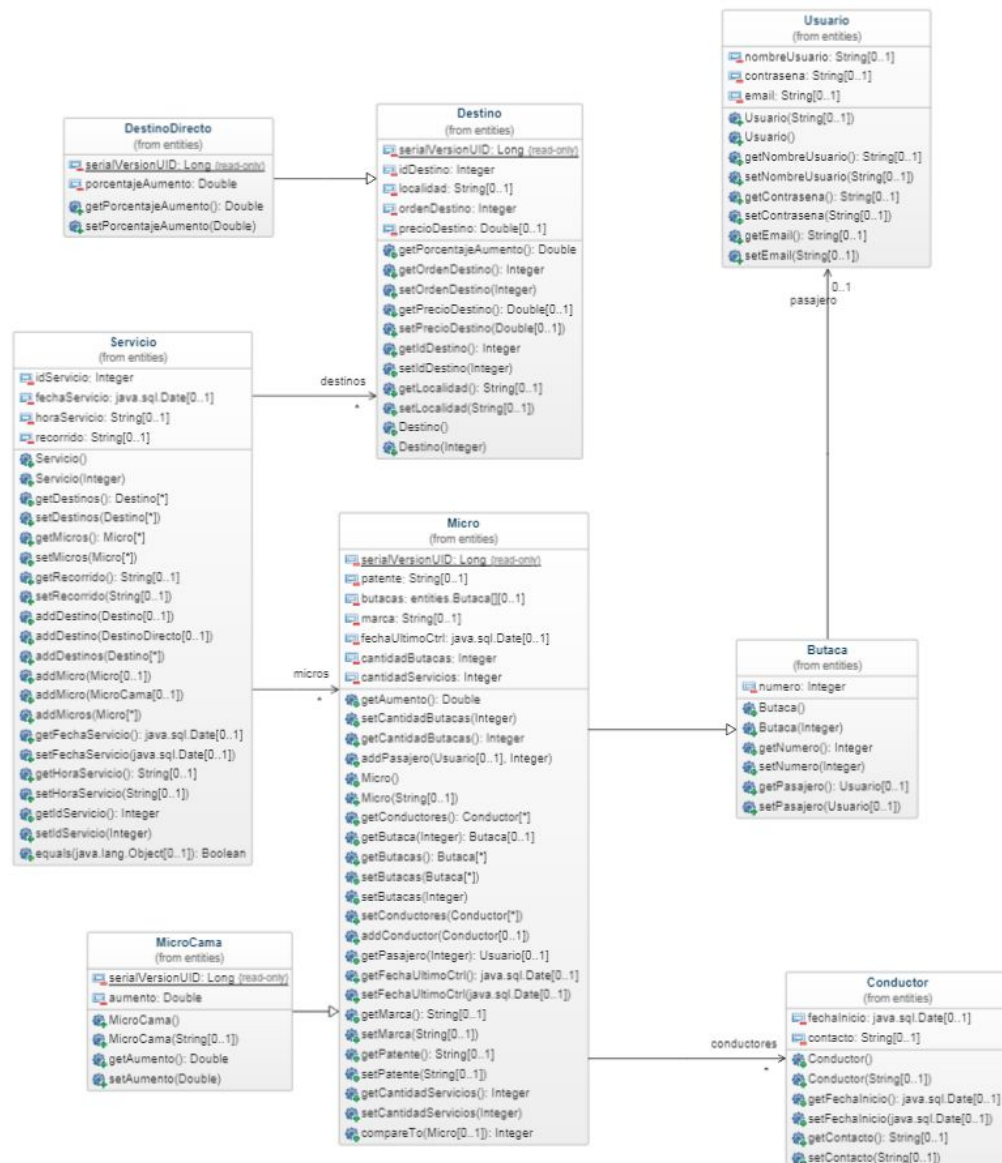 Usuario
(from entities)
nombreUsuario: String[0..1]
contrasena: String[0..1]
email: String[0..1]
Usuario(String[0..1])
Usuario()
getNombreUsuario(): String[0..1]
setNombreUsuario(String[0..1])
getContrasena(): String[0..1]
setContrasena(String[0..1])
getEmail(): String[0..1]
setEmail(String[0..1])
DestinoDirecto
(from entities)
serialVersionUID: Long {read-only}
porcentajeAumento: Double
getPorcentajeAumento(): Double
setPorcentajeAumento(Double)
Destino
(from entities)
serialVersionUID: Long {read-only}
idDestino: Integer
localidad: String[0..1]
ordenDestino: Integer
precioDestino: Double[0..1]
getPorcentajeAumento(): Double
getOrdenDestino(): Integer
setOrdenDestino(Integer)
getPrecioDestino(): Double[0..1]
setPrecioDestino(Double[0..1])
getIdDestino(): Integer
setIdDestino(Integer)
getLocalidad(): String[0..1]
setLocalidad(String[0..1])
Destino()
Destino(Integer)
0..1
pasajero
Servicio
(from entities)
idServicio: Integer
fechaServicio: java.sql.Date[0..1]
horaServicio: String[0..1]
recorrido: String[0..1]
Servicio()
Servicio(Integer)
getDestinos(): Destino[*]
setDestinos(Destino[*])
getMicros(): Micro[*]
setMicros(Micro[*])
getRecorrido(): String[0..1]
setRecorrido(String[0..1])
addDestino(Destino[0..1])
addDestino(DestinoDirecto[0..1])
addDestinos(Destino[*])
addMicro(Micro[0..1])
addMicro(MicroCama[0..1])
addMicros(Micro[*])
getFechaServicio(): java.sql.Date[0..1]
setFechaServicio(java.sql.Date[0..1])
getHoraServicio(): String[0..1]
setHoraServicio(String[0..1])
getIdServicio(): Integer
setIdServicio(Integer)
equals(java.lang.Object[0..1]): Boolean
destinos
*
micros
*
Micro
(from entities)
serialVersionUID: Long {read-only}
patente: String[0..1]
butacas: entities.Butaca[][0..1]
marca: String[0..1]
fechaUltimoCtrl: java.sql.Date[0..1]
cantidadButacas: Integer
cantidadServicios: Integer
getAumento(): Double
setCantidadButacas(Integer)
getCantidadButacas(): Integer
addPasajero(Usuario[0..1], Integer)
Micro()
Micro(String[0..1])
getConductores(): Conductor[*]
getButaca(Integer): Butaca[0..1]
getButacas(): Butaca[*]
setButacas(Butaca[*])
setButacas(Integer)
setConductores(Conductor[*])
addConductor(Conductor[0..1])
getPasajero(Integer): Usuario[0..1]
getFechaUltimoCtrl(): java.sql.Date[0..1]
setFechaUltimoCtrl(java.sql.Date[0..1])
getMarca(): String[0..1]
setMarca(String[0..1])
getPatente(): String[0..1]
setPatente(String[0..1])
getCantidadServicios(): Integer
setCantidadServicios(Integer)
compareTo(Micro[0..1]): Integer
Butaca
(from entities)
numero: Integer
Butaca()
Butaca(Integer)
getNumero(): Integer
setNumero(Integer)
getPasajero(): Usuario[0..1]
setPasajero(Usuario[0..1])
MicroCama
(from entities)
serialVersionUID: Long {read-only}
aumento: Double
MicroCama()
MicroCama(String[0..1])
getAumento(): Double
setAumento(Double)
conductores
*
Conductor
(from entities)
fechaInicio: java.sql.Date[0..1]
contacto: String[0..1]
Conductor()
Conductor(String[0..1])
getFechaInicio(): java.sql.Date[0..1]
setFechaInicio(java.sql.Date[0..1])
getContacto(): String[0..1]
setContacto(String[0..1])